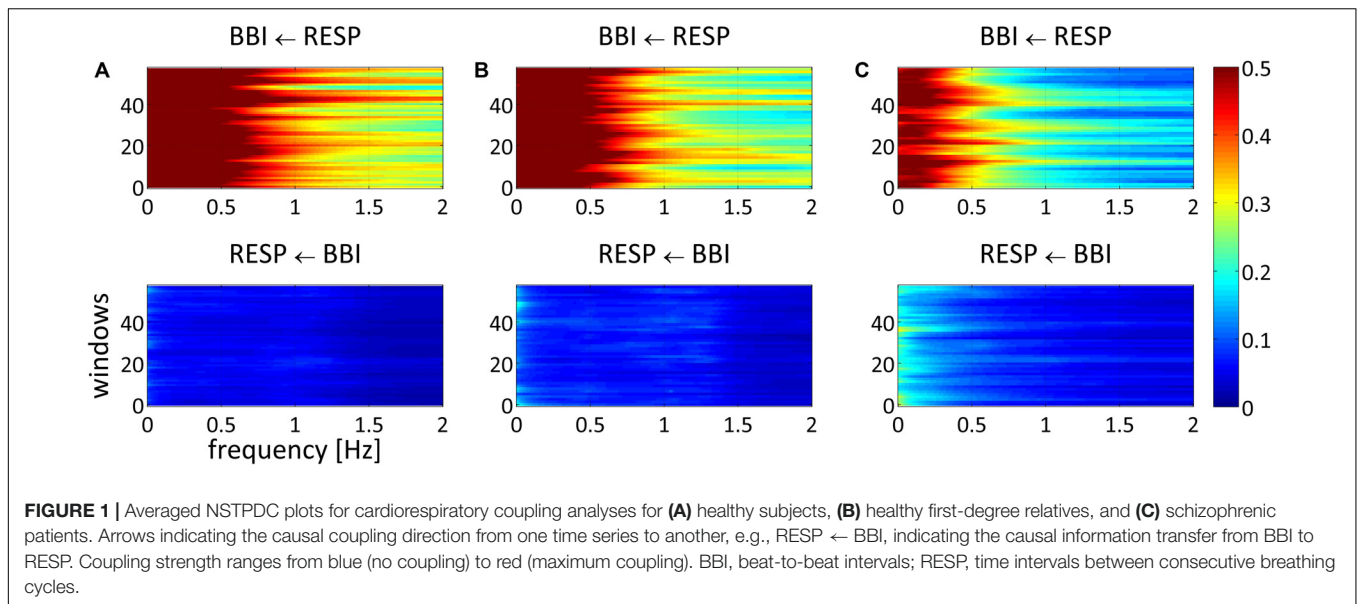 BBI ← RESP
BBI ← RESP
BBI ← RESP
A
B
C
40
20
0
0 0.5 1 1.5 2
40
20
0
0 0.5 1 1.5 2
40
20
0
0 0.5 1 1.5 2
0.5
0.4
0.3
0.2
0.1
0
RESP ← BBI
RESP ← BBI
RESP ← BBI
windows
40
20
0
0 0.5 1 1.5 2
frequency [Hz]
40
20
0
0 0.5 1 1.5 2
40
20
0
0 0.5 1 1.5 2
FIGURE 1 | Averaged NSTPDC plots for cardiorespiratory coupling analyses for (A) healthy subjects, (B) healthy first-degree relatives, and (C) schizophrenic
patients. Arrows indicating the causal coupling direction from one time series to another, e.g., RESP ← BBI, indicating the causal information transfer from BBI to
RESP. Coupling strength ranges from blue (no coupling) to red (maximum coupling). BBI, beat-to-beat intervals; RESP, time intervals between consecutive breathing
cycles.